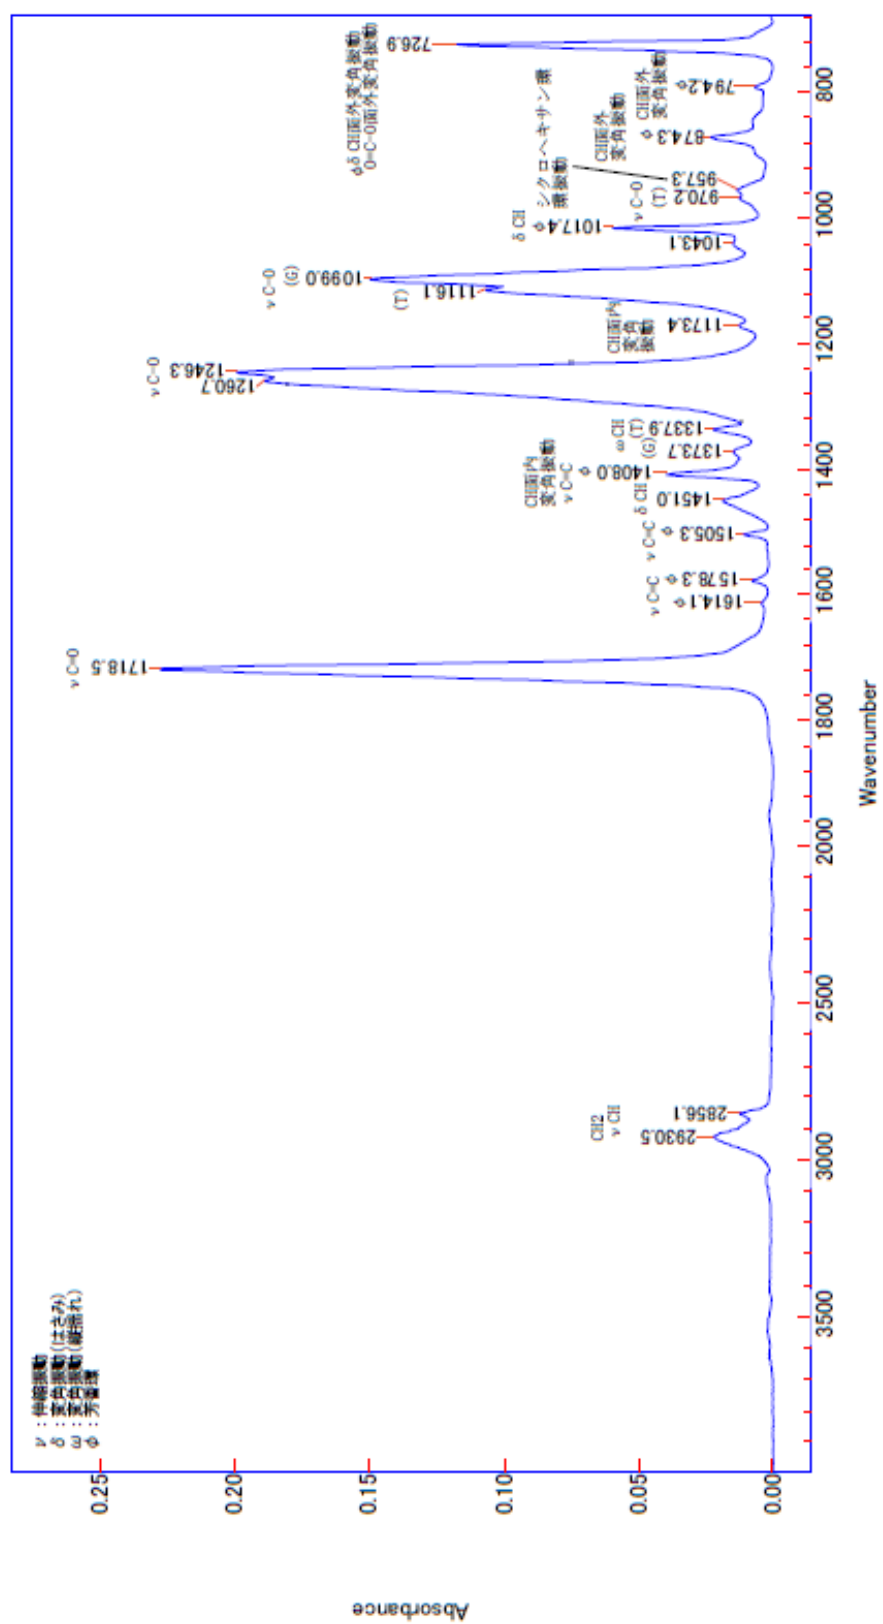 ν : 伸縮振動
δ : 変角振動(はさみ)
ω : 変角振動(縦揺れ)
φ : 芳香環
Absorbance
0.25
0.20
0.15
0.10
0.05
0.00
CH2
ν CH
2930.5
2856.1
ν C=O
1718.5
ν C=C
φ
1614.1
φ
1578.3
ν C=C
φ
1505.3
δ CH
1451.0
CH面内
変角振動
ν C=C
φ
1408.0
ω CH
(T)
(G)
1373.7
1337.9
ν C-O
1260.7
1246.3
CH面内
変角
振動
1173.4
ν C-O
(G)
(T)
1116.1
1099.0
1043.1
δ CH
φ
1017.4
ν C-O
(T)
970.2
957.3
シクロヘキサン環
環振動
CH面外
変角振動
φ
874.3
CH面外
変角振動
φ
794.2
φδ CH面外変角振動
O=C-O面外変角振動
726.9
3500
3000
2500
2000
1800
1600
1400
1200
1000
800
Wavenumber